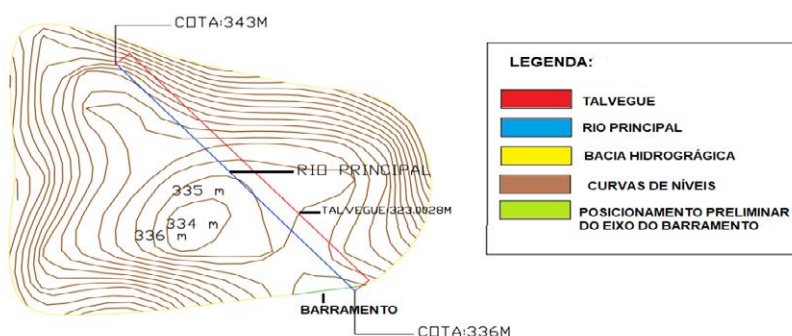 COTA:343M
RIO PRINCIPAL
335 m
TALVEGUE:323.0028M
334 m
336 m
BARRAMENTO
COTA:336M
LEGENDA:
TALVEGUE
RIO PRINCIPAL
BACIA HIDROGRÁGICA
CURVAS DE NÍVEIS
POSICIONAMENTO PRELIMINAR
DO EIXO DO BARRAMENTO